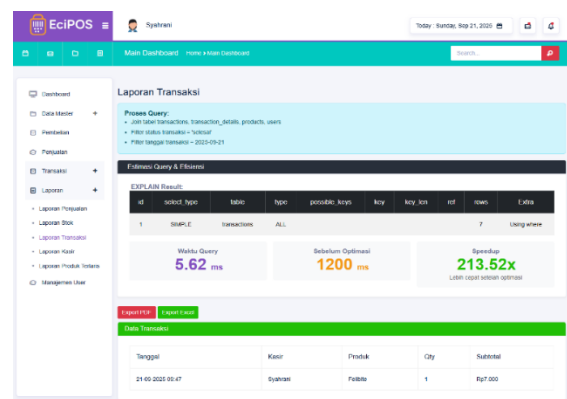 EciPOS
Syahrani
Today : Sunday, Sep 21, 2025
Main Dashboard Home Main Dashboard
Search..
Dashboard
Data Master +
Pembelian
Penjualan
Transaksi +
Laporan +
Laporan Penjualan
Laporan Stok
Laporan Transaksi
Laporan Kasir
Laporan Produk Terlaris
Manajemen User
Laporan Transaksi
Proses Query:
Join tabel transactions, transaction_details, products, users
Filter status transaksi = 'selesai'
Filter tanggal transaksi = 2025-09-21
Estimasi Query & Efisiensi
EXPLAIN Result:
id select_type table type possible_keys key key_len ref rows Extra
1 SIMPLE transactions ALL 7 Using where
Waktu Query
5.62 ms
Sebelum Optimasi
1200 ms
Speedup
213.52x
Lebih cepat setelah optimasi
Export PDF Export Excel
Data Transaksi
Tanggal Kasir Produk Qty Subtotal
21-09-2025 09:47 Syahrani Felibite 1 Rp7.000